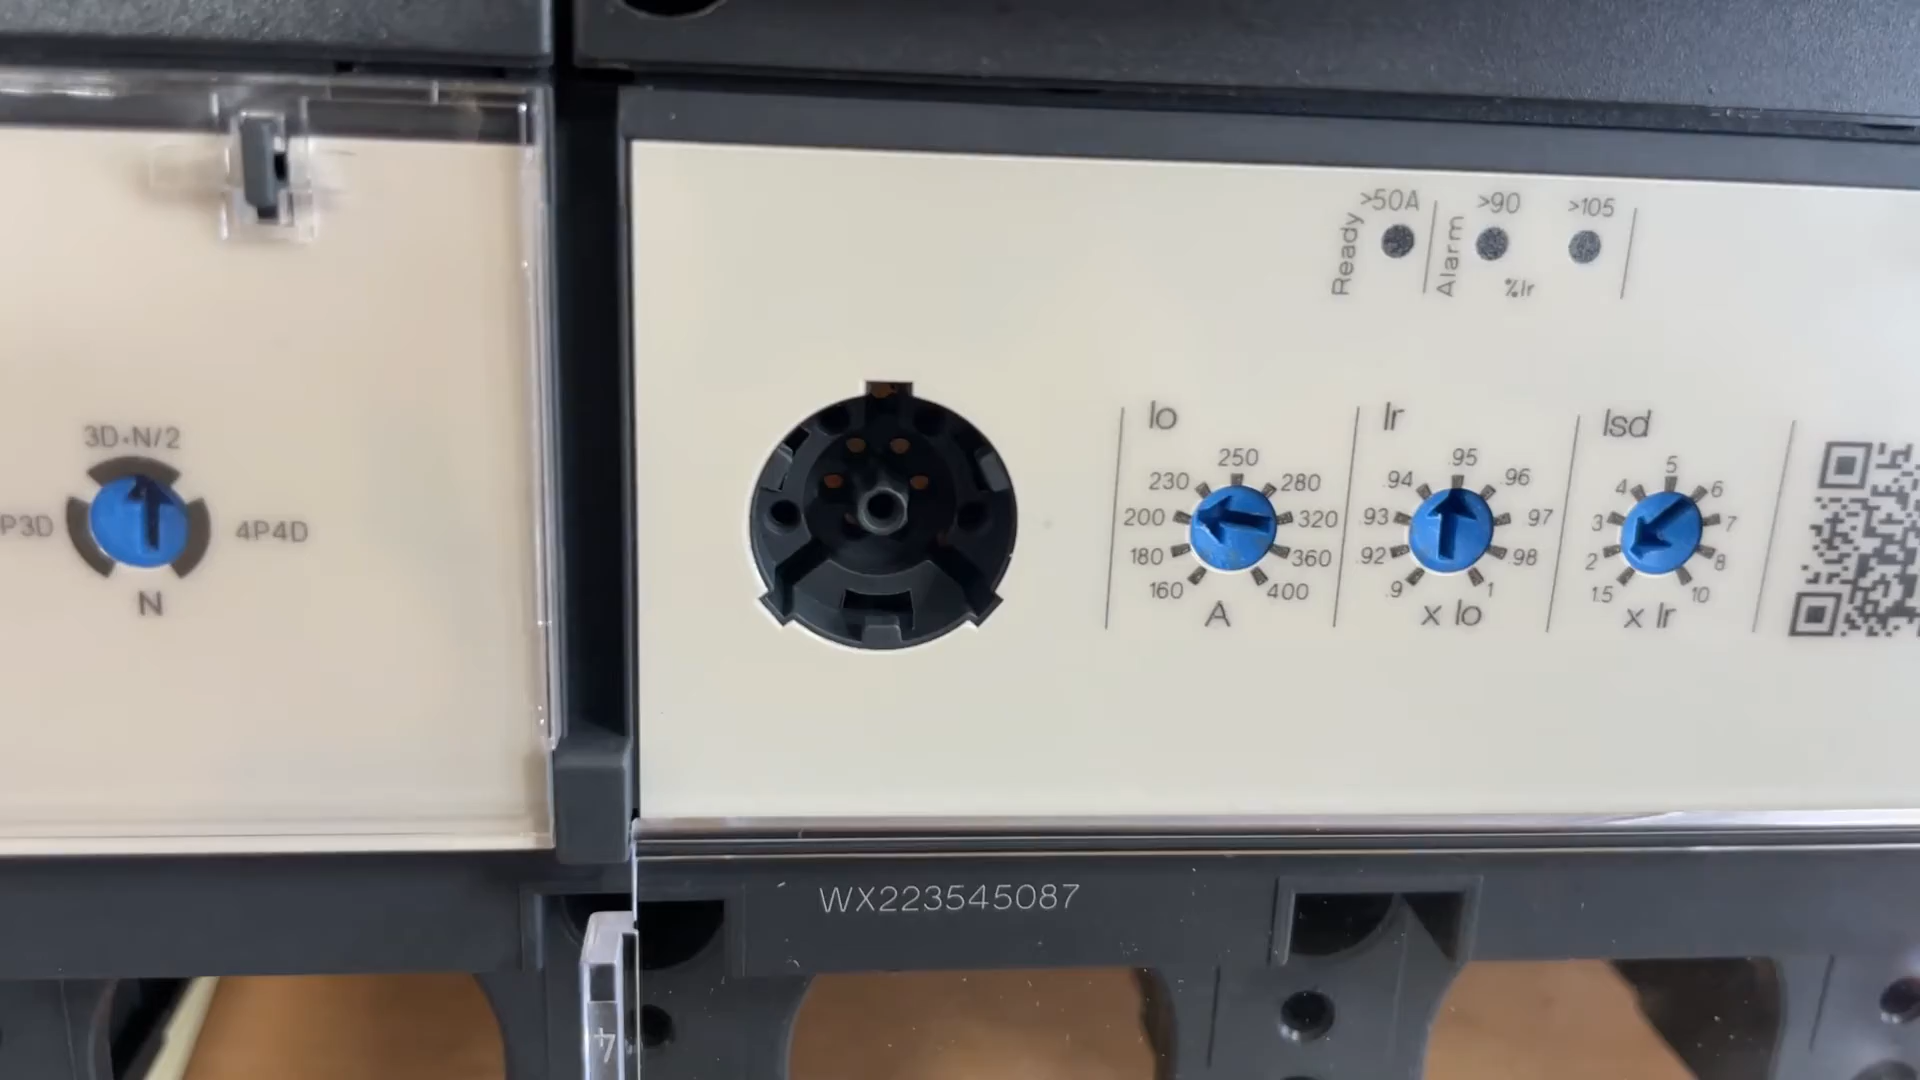 3D+N/2
P3D
4P4D
N
>50A
>90
>105
Ready
Alarm
%Ir
Io
250
230
280
200
320
180
360
160
400
A
Ir
.95
.94
.96
.93
.97
.92
.98
.9
1
x Io
Isd
5
4
6
3
7
2
8
1.5
10
x Ir
WX223545087
4